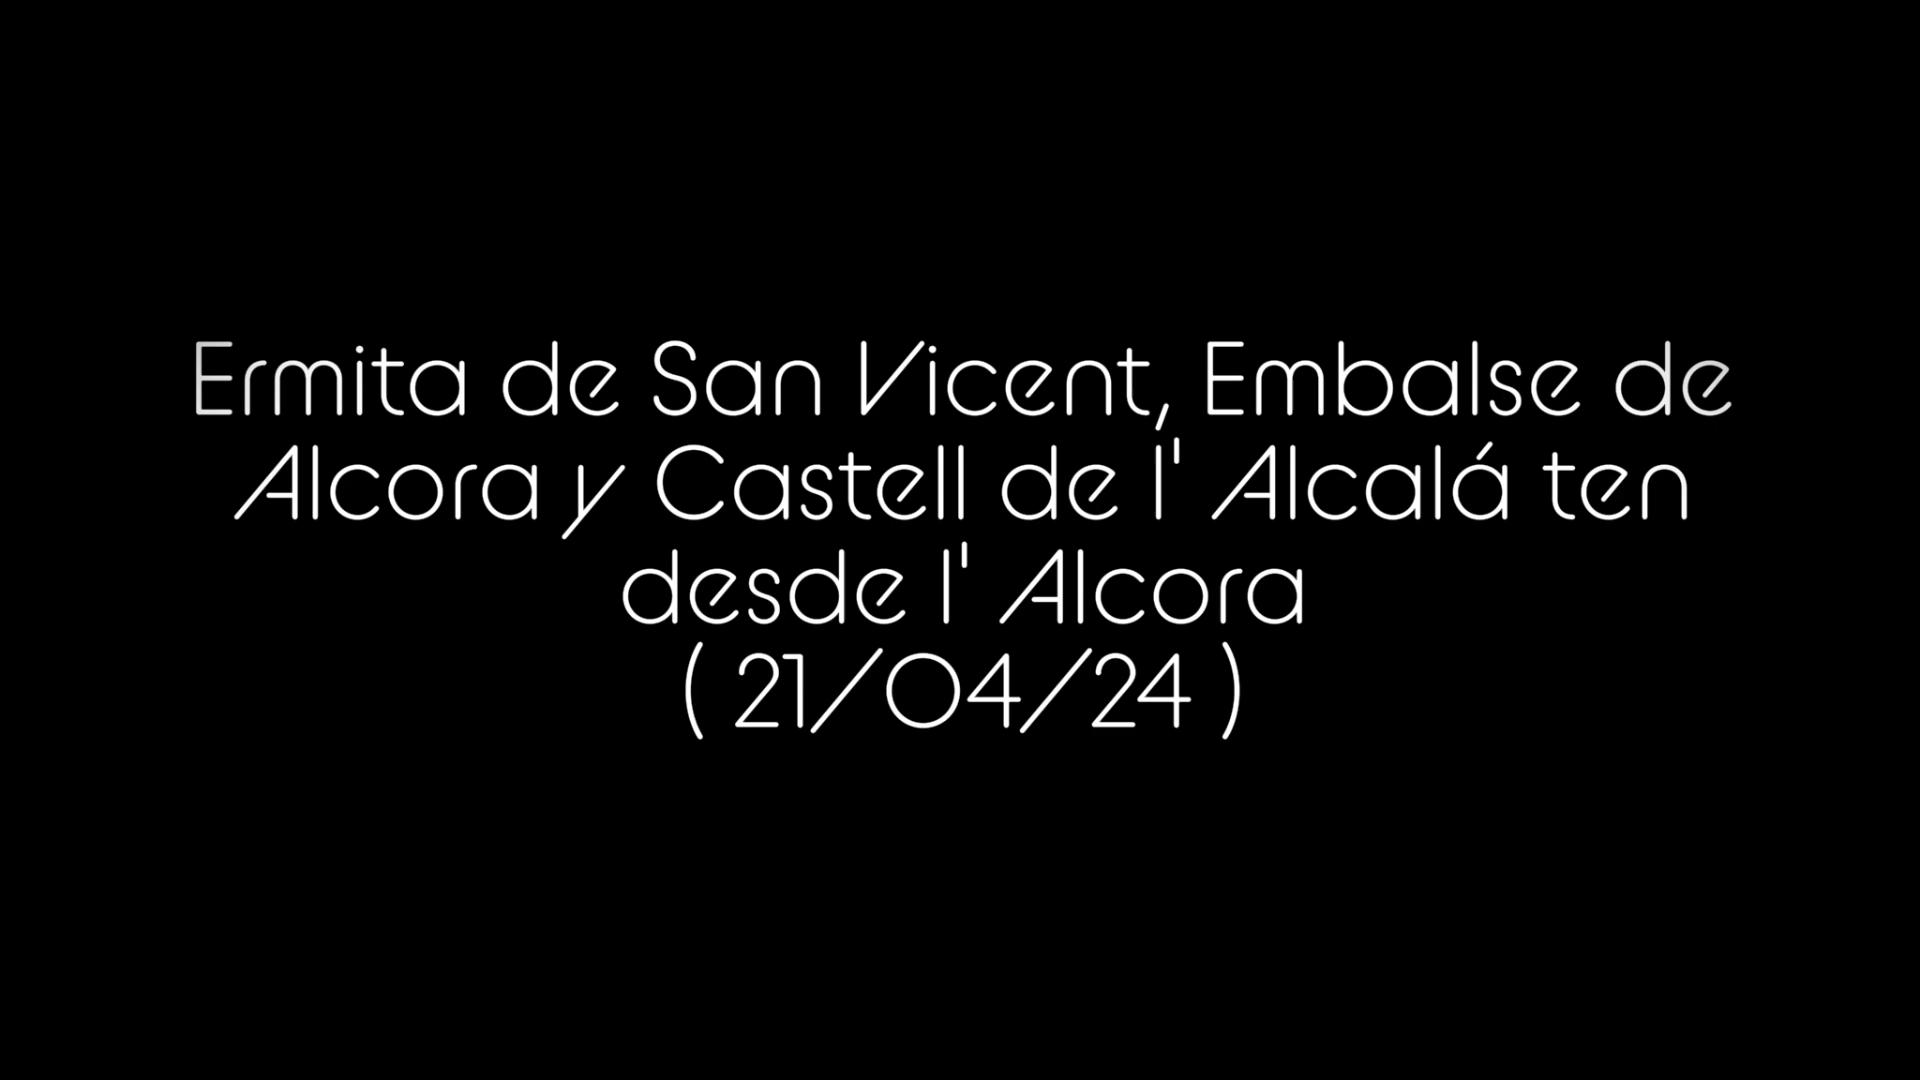 Ermita de San Vicent, Embalse de
Alcora y Castell de l' Alcalá ten
desde l' Alcora
( 21/04/24 )